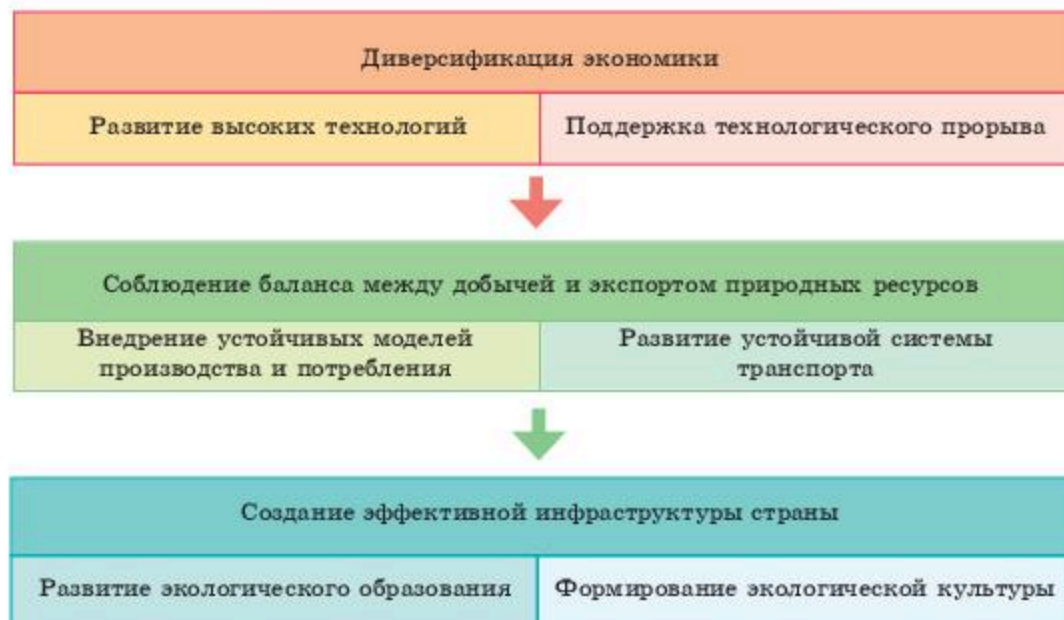 Диверсификация экономики
Развитие высоких технологий
Поддержка технологического прорыва
Соблюдение баланса между добычей и экспортом природных ресурсов
Внедрение устойчивых моделей
производства и потребления
Развитие устойчивой системы
транспорта
Создание эффективной инфраструктуры страны
Развитие экологического образования
Формирование экологической культуры